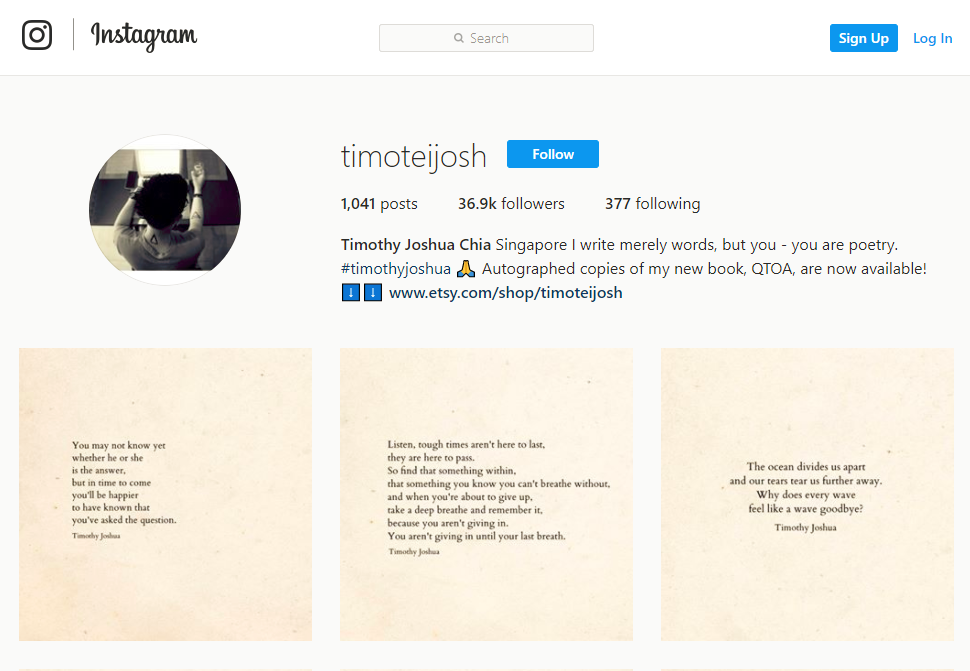 Instagram
Search
Sign Up
Log In
timoteijosh
Follow
1,041 posts 36.9k followers 377 following
Timothy Joshua Chia Singapore I write merely words, but you - you are poetry.
#timothyjoshua 🙏 Autographed copies of my new book, QTOA, are now available!
⬇️⬇️ www.etsy.com/shop/timoteijosh
You may not know yet
whether he or she
is the answer,
but in time to come
you'll be happier
to have known that
you've asked the question.
Timothy Joshua
Listen, tough times aren't here to last,
they are here to pass.
So find that something within,
that something you know you can't breathe without,
and when you're about to give up,
take a deep breathe and remember it,
because you aren't giving in.
You aren't giving in until your last breath.
Timothy Joshua
The ocean divides us apart
and our tears tear us further away.
Why does every wave
feel like a wave goodbye?
Timothy Joshua